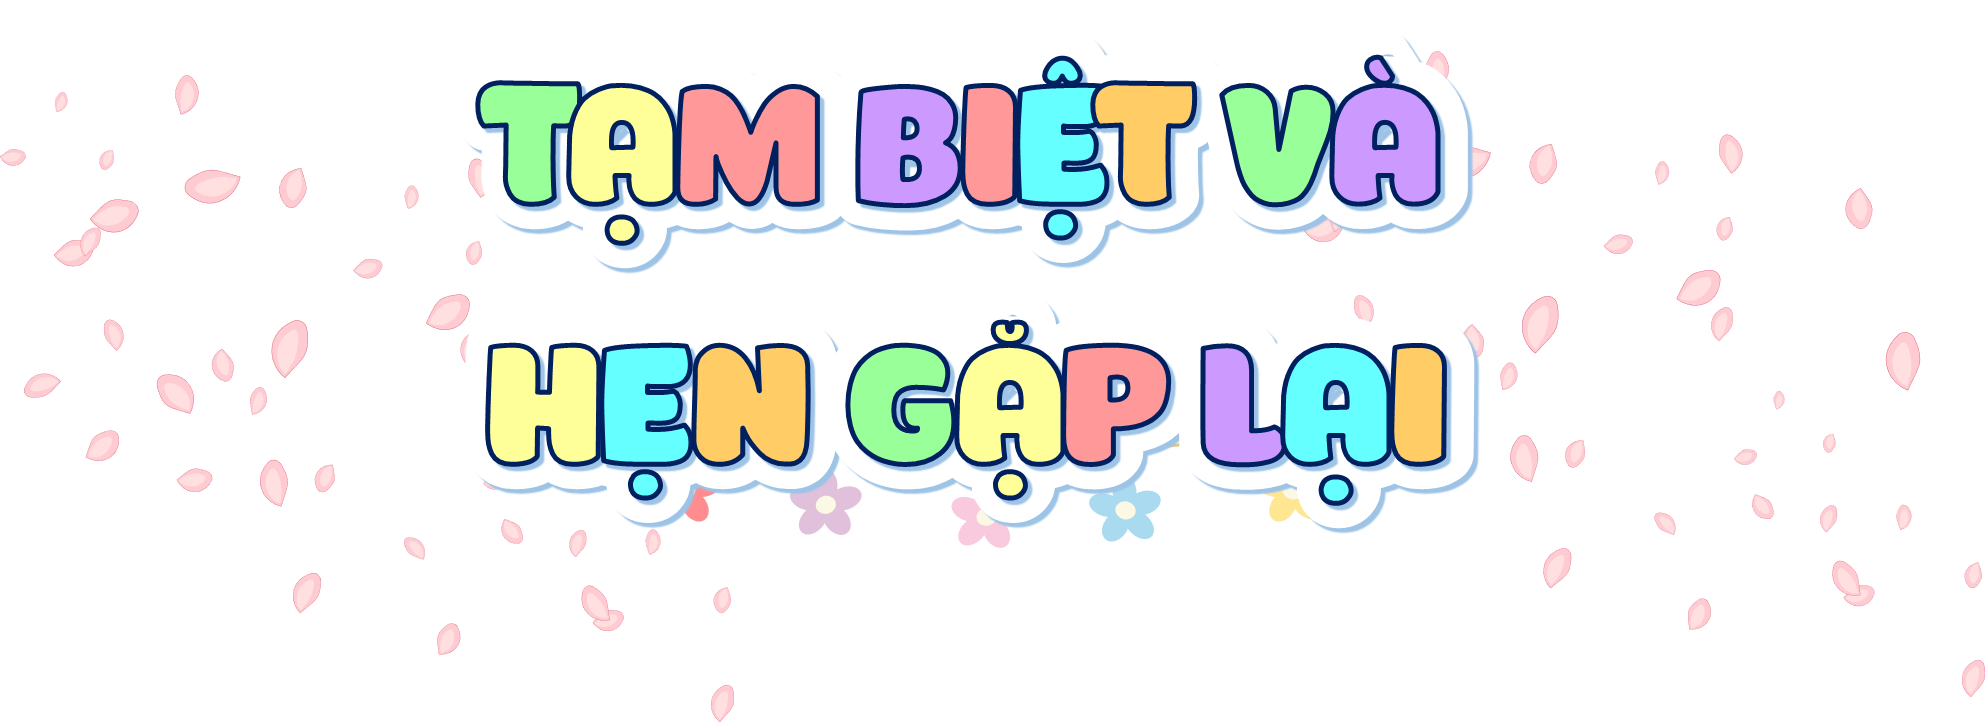 TẠM BIỆT VÀ
HẸN GẶP LẠI